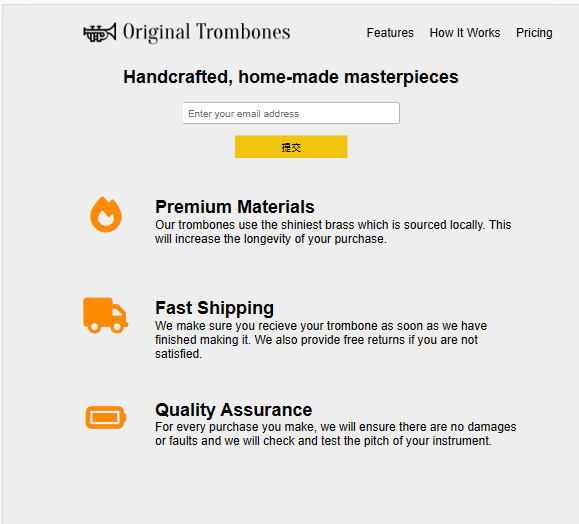 Original Trombones
Features How It Works Pricing
Handcrafted, home-made masterpieces
Enter your email address
提交
Premium Materials
Our trombones use the shiniest brass which is sourced locally. This
will increase the longevity of your purchase.
Fast Shipping
We make sure you recieve your trombone as soon as we have
finished making it. We also provide free returns if you are not
satisfied.
Quality Assurance
For every purchase you make, we will ensure there are no damages
or faults and we will check and test the pitch of your instrument.